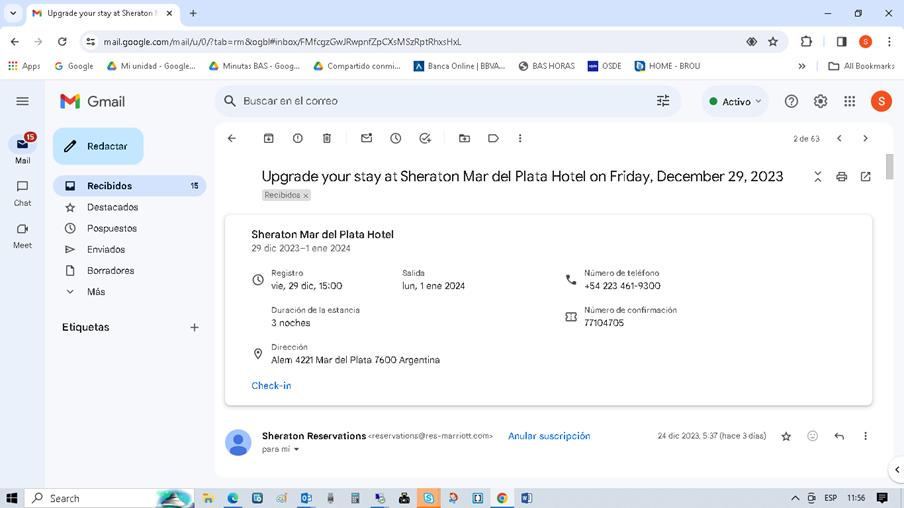 Upgrade your stay at Sheraton M
mail.google.com/mail/u/0/?tab=rm&ogbl#inbox/FMfcgzGwJRwpnfZpCXsMSzRptRhxsHxL
S
Apps Google Mi unidad - Google... Minutas BAS - Goog... Compartido conmi... Banca Online | BBVA... BAS HORAS OSDE HOME - BROU » All Bookmarks
Gmail Buscar en el correo Activo S
15
Mail
Chat
Meet
Redactar
Recibidos 15
Destacados
Pospuestos
Enviados
Borradores
Más
Etiquetas
2 de 63
Upgrade your stay at Sheraton Mar del Plata Hotel on Friday, December 29, 2023
Recibidos x
Sheraton Mar del Plata Hotel
29 dic 2023–1 ene 2024
Registro Salida Número de teléfono
vie, 29 dic, 15:00 lun, 1 ene 2024 +54 223 461-9300
Duración de la estancia Número de confirmación
3 noches 77104705
Dirección
Alem 4221 Mar del Plata 7600 Argentina
Check-in
Sheraton Reservations <reservations@res-marriott.com> Anular suscripción 24 dic 2023, 5:37 (hace 3 días)
para mí
Search ESP 11:56